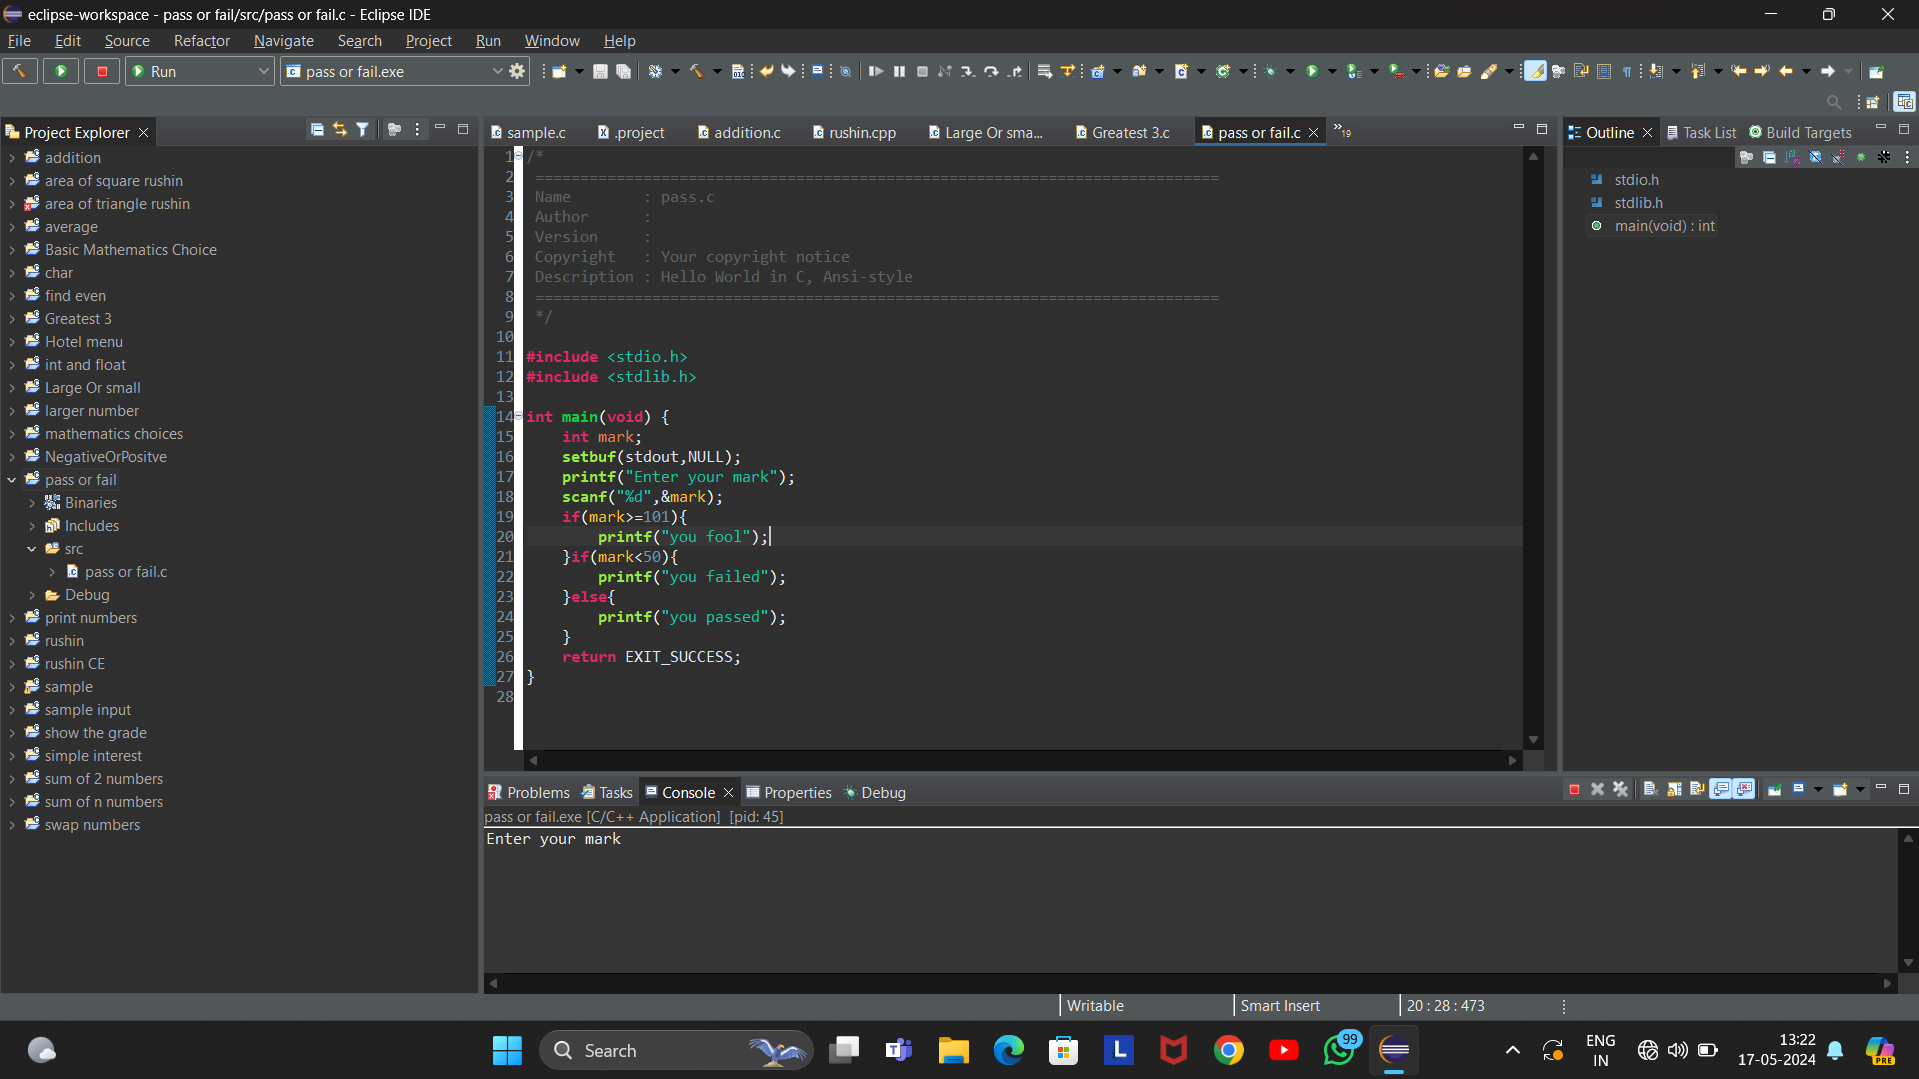 eclipse-workspace - pass or fail/src/pass or fail.c - Eclipse IDE
File Edit Source Refactor Navigate Search Project Run Window Help
Run pass or fail.exe
Project Explorer
addition
area of square rushin
area of triangle rushin
average
Basic Mathematics Choice
char
find even
Greatest 3
Hotel menu
int and float
Large Or small
larger number
mathematics choices
NegativeOrPositve
pass or fail
Binaries
Includes
src
pass or fail.c
Debug
print numbers
rushin
rushin CE
sample
sample input
show the grade
simple interest
sum of 2 numbers
sum of n numbers
swap numbers
sample.c .project addition.c rushin.cpp Large Or sma... Greatest 3.c pass or fail.c »19
1 /*
2 ============================================================================
3 Name : pass.c
4 Author :
5 Version :
6 Copyright : Your copyright notice
7 Description : Hello World in C, Ansi-style
8 ============================================================================
9 */
10
11 #include <stdio.h>
12 #include <stdlib.h>
13
14 int main(void) {
15 int mark;
16 setbuf(stdout,NULL);
17 printf("Enter your mark");
18 scanf("%d",&mark);
19 if(mark>=101){
20 printf("you fool");
21 }if(mark<50){
22 printf("you failed");
23 }else{
24 printf("you passed");
25 }
26 return EXIT_SUCCESS;
27 }
28
Outline Task List Build Targets
stdio.h
stdlib.h
main(void) : int
Problems Tasks Console Properties Debug
pass or fail.exe [C/C++ Application] [pid: 45]
Enter your mark
Writable Smart Insert 20 : 28 : 473
Search
99
ENG
IN
13:22
17-05-2024
PRE